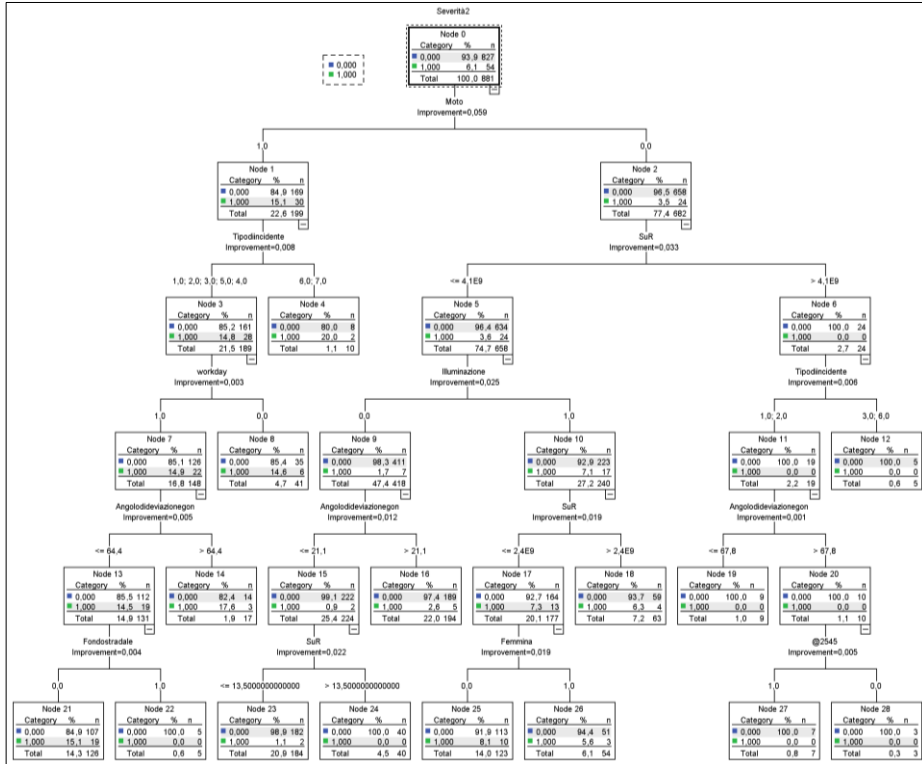 Severità2
Node 0
Category % n
0,000 93,9 827
1,000 6,1 54
Total 100,0 881
0,000
1,000
Moto
Improvement=0,059
1,0 0,0
Node 1
Category % n
0,000 84,9 169
1,000 15,1 30
Total 22,6 199
Node 2
Category % n
0,000 96,5 658
1,000 3,5 24
Total 77,4 682
Tipodiincidente
Improvement=0,008
SuR
Improvement=0,033
1,0; 2,0; 3,0; 5,0; 4,0 6,0; 7,0 <= 4,1E9 > 4,1E9
Node 3
Category % n
0,000 85,2 161
1,000 14,8 28
Total 21,5 189
Node 4
Category % n
0,000 80,0 8
1,000 20,0 2
Total 1,1 10
Node 5
Category % n
0,000 96,4 634
1,000 3,6 24
Total 74,7 658
Node 6
Category % n
0,000 100,0 24
1,000 0,0 0
Total 2,7 24
workday
Improvement=0,003
Illuminazione
Improvement=0,025
Tipodiincidente
Improvement=0,006
1,0 0,0 0,0 1,0 1,0; 2,0 3,0; 6,0
Node 7
Category % n
0,000 85,1 126
1,000 14,9 22
Total 16,8 148
Node 8
Category % n
0,000 85,4 35
1,000 14,6 6
Total 4,7 41
Node 9
Category % n
0,000 98,3 411
1,000 1,7 7
Total 47,4 418
Node 10
Category % n
0,000 92,9 223
1,000 7,1 17
Total 27,2 240
Node 11
Category % n
0,000 100,0 19
1,000 0,0 0
Total 2,2 19
Node 12
Category % n
0,000 100,0 5
1,000 0,0 0
Total 0,6 5
Angolodideviazionegon
Improvement=0,005
Angolodideviazionegon
Improvement=0,012
SuR
Improvement=0,019
Angolodideviazionegon
Improvement=0,001
<= 64,4 > 64,4 <= 21,1 > 21,1 <= 2,4E9 > 2,4E9 <= 67,8 > 67,8
Node 13
Category % n
0,000 85,5 112
1,000 14,5 19
Total 14,9 131
Node 14
Category % n
0,000 82,4 14
1,000 17,6 3
Total 1,9 17
Node 15
Category % n
0,000 99,1 222
1,000 0,9 2
Total 25,4 224
Node 16
Category % n
0,000 97,4 189
1,000 2,6 5
Total 22,0 194
Node 17
Category % n
0,000 92,7 164
1,000 7,3 13
Total 20,1 177
Node 18
Category % n
0,000 93,7 59
1,000 6,3 4
Total 7,2 63
Node 19
Category % n
0,000 100,0 9
1,000 0,0 0
Total 1,0 9
Node 20
Category % n
0,000 100,0 10
1,000 0,0 0
Total 1,1 10
Fondostradale
Improvement=0,004
SuR
Improvement=0,022
Femmina
Improvement=0,019
@2545
Improvement=0,005
0,0 1,0 <= 13,5000000000000 > 13,5000000000000 0,0 1,0 1,0 0,0
Node 21
Category % n
0,000 84,9 107
1,000 15,1 19
Total 14,3 126
Node 22
Category % n
0,000 100,0 5
1,000 0,0 0
Total 0,6 5
Node 23
Category % n
0,000 98,9 182
1,000 1,1 2
Total 20,9 184
Node 24
Category % n
0,000 100,0 40
1,000 0,0 0
Total 4,5 40
Node 25
Category % n
0,000 91,9 113
1,000 8,1 10
Total 14,0 123
Node 26
Category % n
0,000 94,4 51
1,000 5,6 3
Total 6,1 54
Node 27
Category % n
0,000 100,0 7
1,000 0,0 0
Total 0,8 7
Node 28
Category % n
0,000 100,0 3
1,000 0,0 0
Total 0,3 3